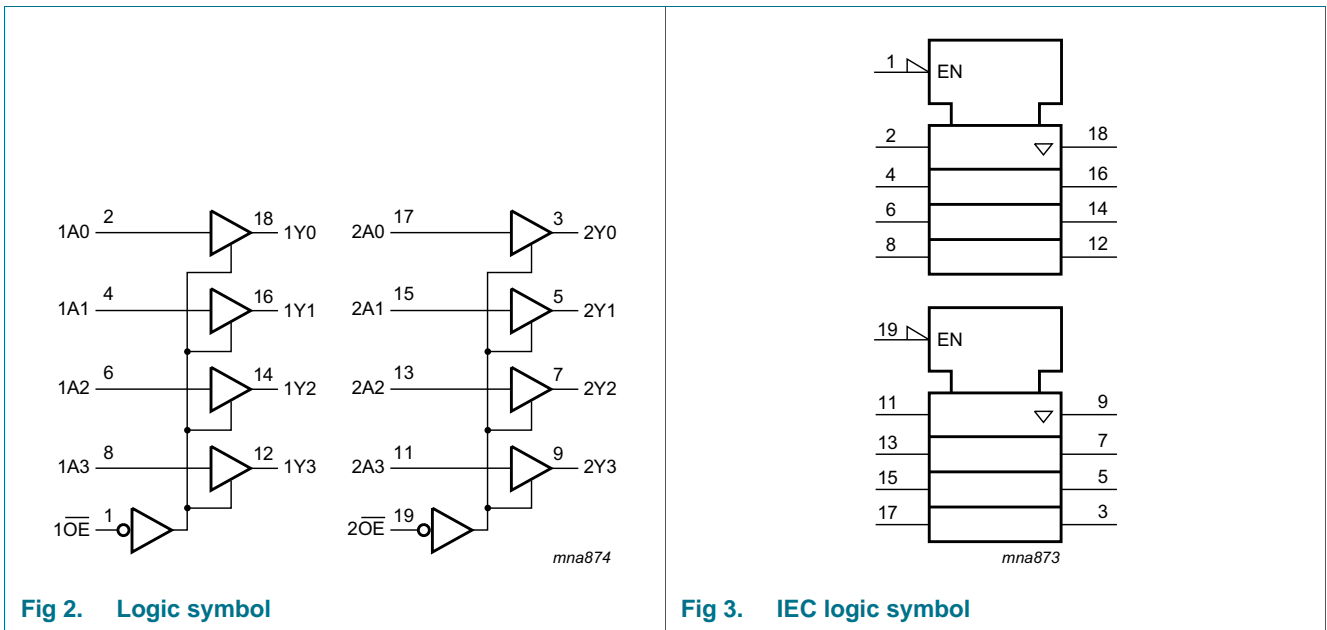 1A0 2 18 1Y0 2A0 17 3 2Y0
1A1 4 16 1Y1 2A1 15 5 2Y1
1A2 6 14 1Y2 2A2 13 7 2Y2
1A3 8 12 1Y3 2A3 11 9 2Y3
1O̅E̅ 1 2O̅E̅ 19
mna874
Fig 2. Logic symbol
1 EN
2 18
4 16
6 14
8 12
19 EN
11 9
13 7
15 5
17 3
mna873
Fig 3. IEC logic symbol